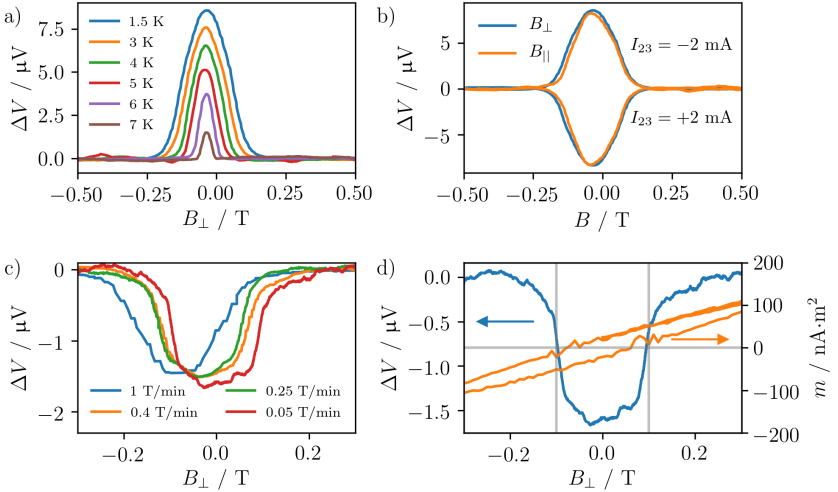 a)
1.5 K
3 K
4 K
5 K
6 K
7 K
7.5
5.0
2.5
0.0
ΔV / μV
−0.50 −0.25 0.00 0.25 0.50
B⊥ / T
b)
B⊥
B||
I23 = −2 mA
I23 = +2 mA
5
0
−5
ΔV / μV
−0.50 −0.25 0.00 0.25 0.50
B / T
c)
0
−1
−2
ΔV / μV
1 T/min 0.25 T/min
0.4 T/min 0.05 T/min
−0.2 0.0 0.2
B⊥ / T
d)
0.0
−0.5
−1.0
−1.5
ΔV / μV
200
100
0
−100
−200
m / nA·m²
−0.2 0.0 0.2
B⊥ / T